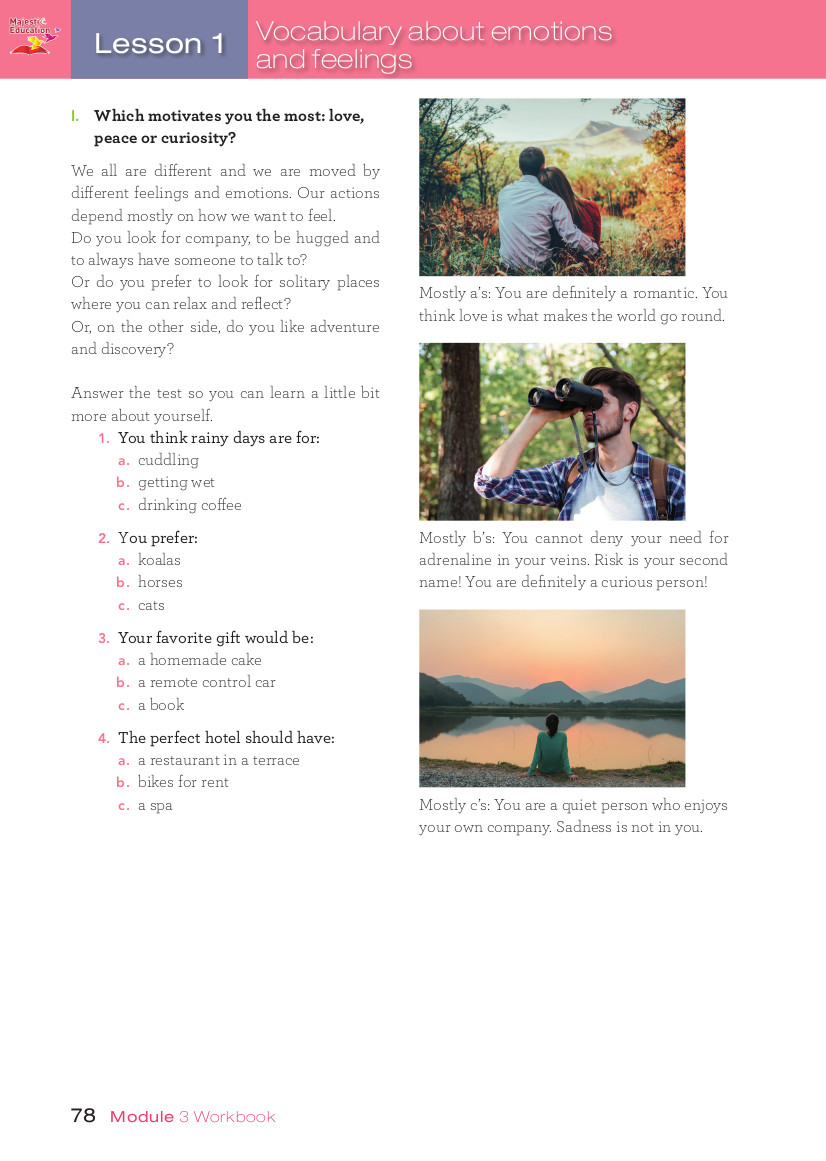 Majestic
Education
Lesson 1
Vocabulary about emotions
and feelings
I. Which motivates you the most: love,
peace or curiosity?
We all are different and we are moved by
different feelings and emotions. Our actions
depend mostly on how we want to feel.
Do you look for company, to be hugged and
to always have someone to talk to?
Or do you prefer to look for solitary places
where you can relax and reflect?
Or, on the other side, do you like adventure
and discovery?
Answer the test so you can learn a little bit
more about yourself.
1. You think rainy days are for:
a. cuddling
b. getting wet
c. drinking coffee
2. You prefer:
a. koalas
b. horses
c. cats
3. Your favorite gift would be:
a. a homemade cake
b. a remote control car
c. a book
4. The perfect hotel should have:
a. a restaurant in a terrace
b. bikes for rent
c. a spa
Mostly a's: You are definitely a romantic. You
think love is what makes the world go round.
Mostly b's: You cannot deny your need for
adrenaline in your veins. Risk is your second
name! You are definitely a curious person!
Mostly c's: You are a quiet person who enjoys
your own company. Sadness is not in you.
78 Module 3 Workbook